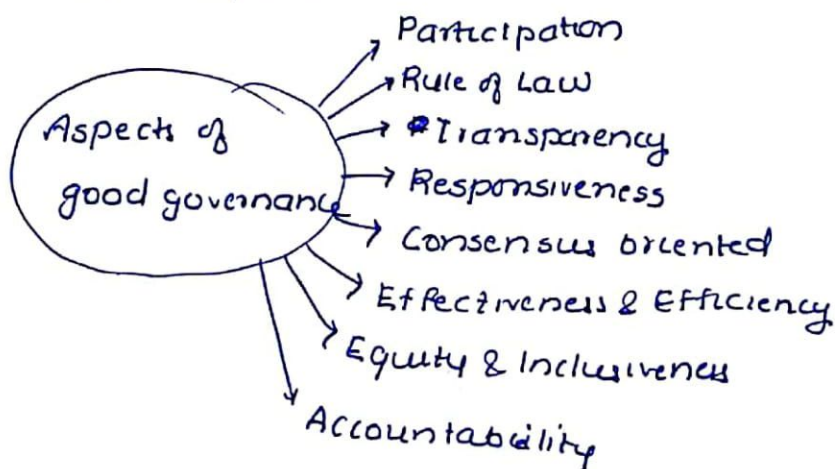 Aspects of
good governance
Participation
Rule of Law
Transparency
Responsiveness
Consensus oriented
Effectiveness & Efficiency
Equity & Inclusiveness
Accountability